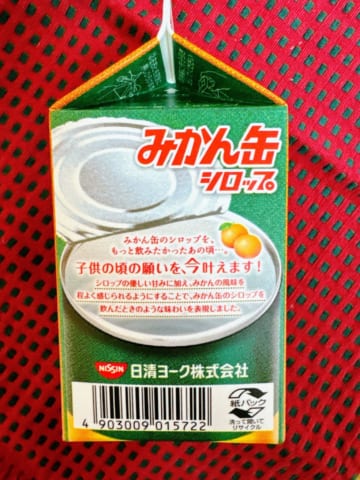 みかん缶
シロップ
みかん缶のシロップを、
もっと飲みたかったあの頃…。
子供の頃の願いを、今叶えます!
シロップの優しい甘みに加え、みかんの風味を
程よく感じられるようにすることで、みかん缶のシロップを
飲んだときのような味わいを表現しました。
NISSIN 日清ヨーク株式会社
紙パック
洗って開いて
リサイクル
4 903009 015722